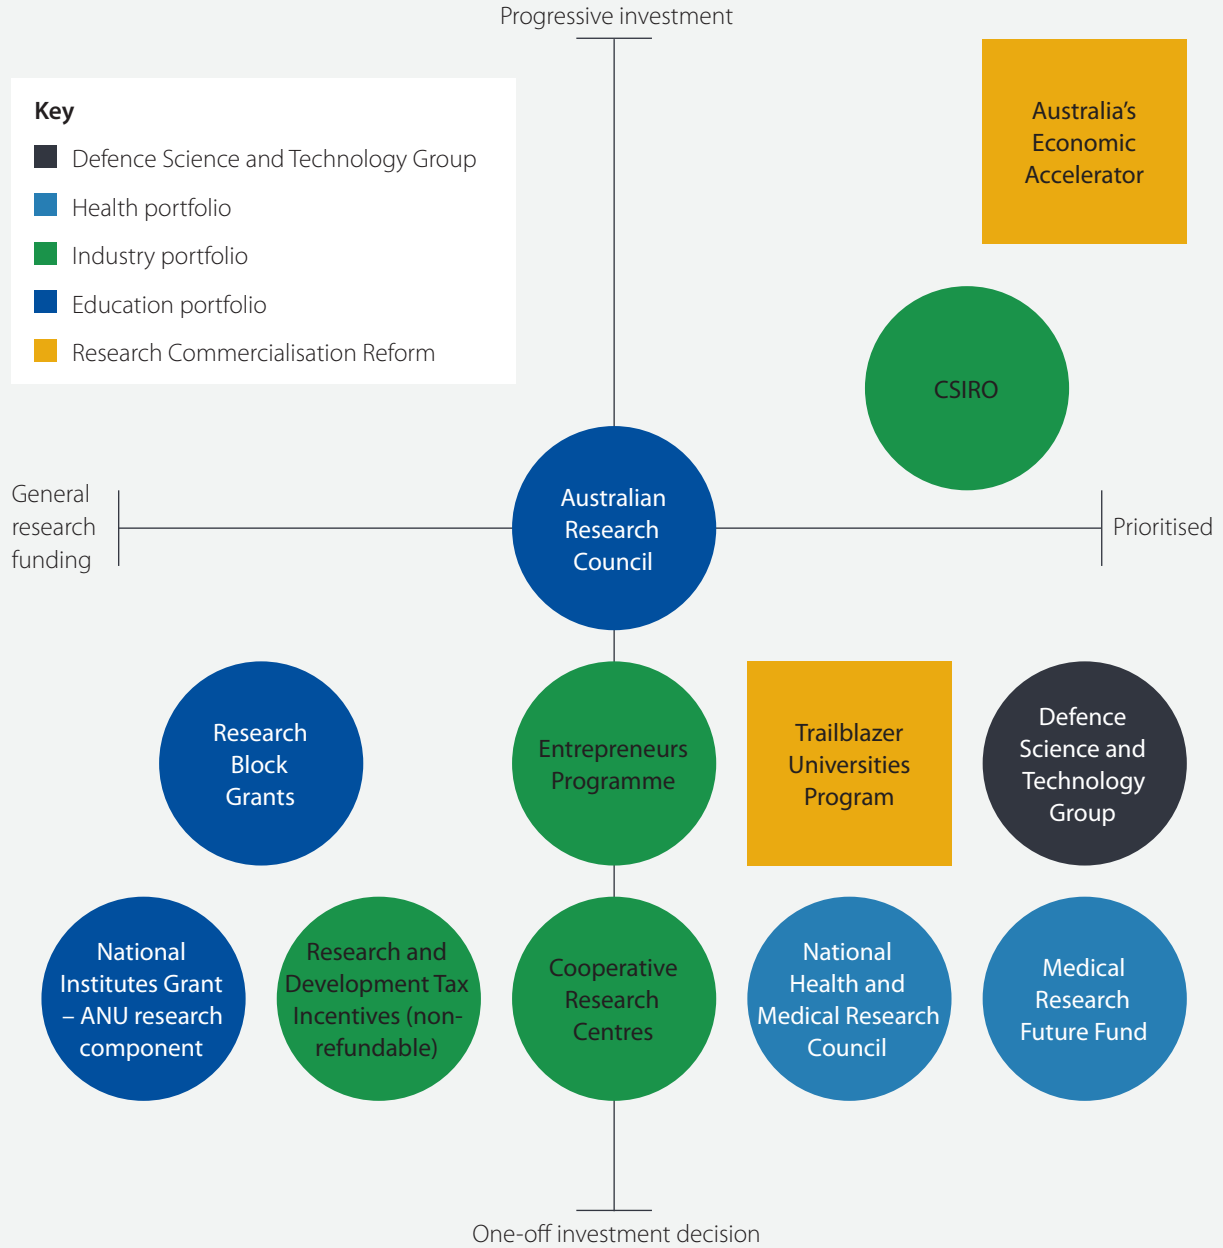 Progressive investment
Key
Defence Science and Technology Group
Health portfolio
Industry portfolio
Education portfolio
Research Commercialisation Reform
Australia’s
Economic
Accelerator
CSIRO
General
research
funding
Australian
Research
Council
Prioritised
Research
Block
Grants
Entrepreneurs
Programme
Trailblazer
Universities
Program
Defence
Science and
Technology
Group
National
Institutes Grant
– ANU research
component
Research and
Development Tax
Incentives (non-
refundable)
Cooperative
Research
Centres
National
Health and
Medical Research
Council
Medical
Research
Future Fund
One-off investment decision